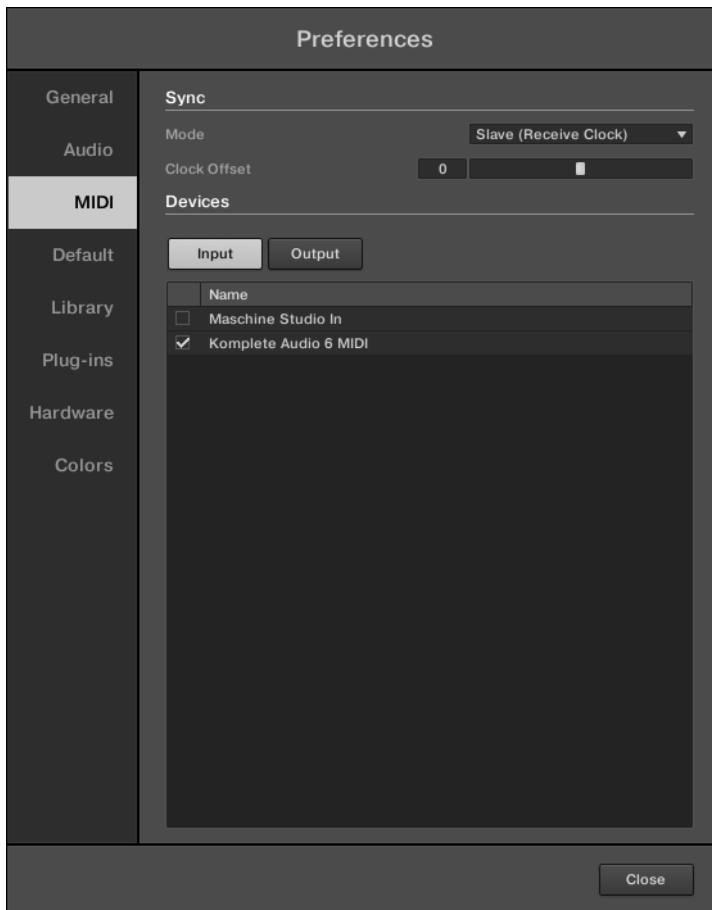 Preferences
General
Audio
MIDI
Default
Library
Plug-ins
Hardware
Colors
Sync
Mode Slave (Receive Clock)
Clock Offset 0
Devices
Input Output
Name
Maschine Studio In
Komplete Audio 6 MIDI
Close